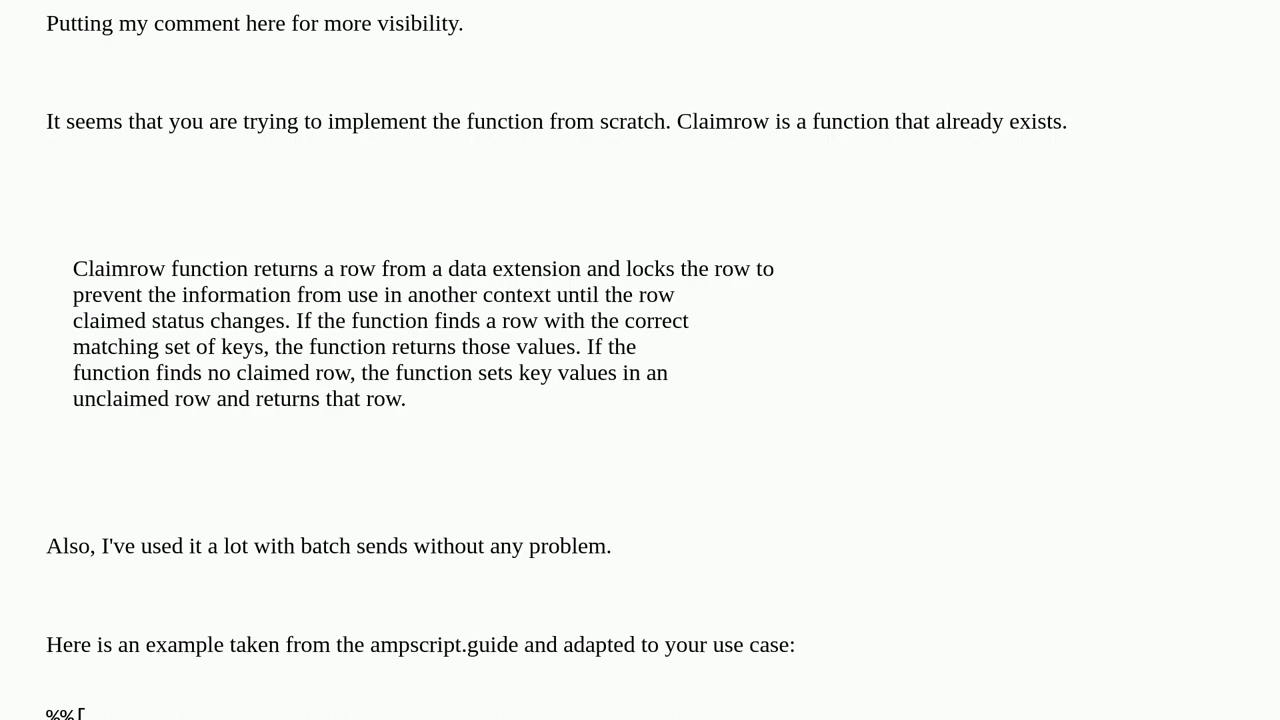 Putting my comment here for more visibility.
It seems that you are trying to implement the function from scratch. Claimrow is a function that already exists.
Claimrow function returns a row from a data extension and locks the row to
prevent the information from use in another context until the row
claimed status changes. If the function finds a row with the correct
matching set of keys, the function returns those values. If the
function finds no claimed row, the function sets key values in an
unclaimed row and returns that row.
Also, I've used it a lot with batch sends without any problem.
Here is an example taken from the ampscript.guide and adapted to your use case:
%%[